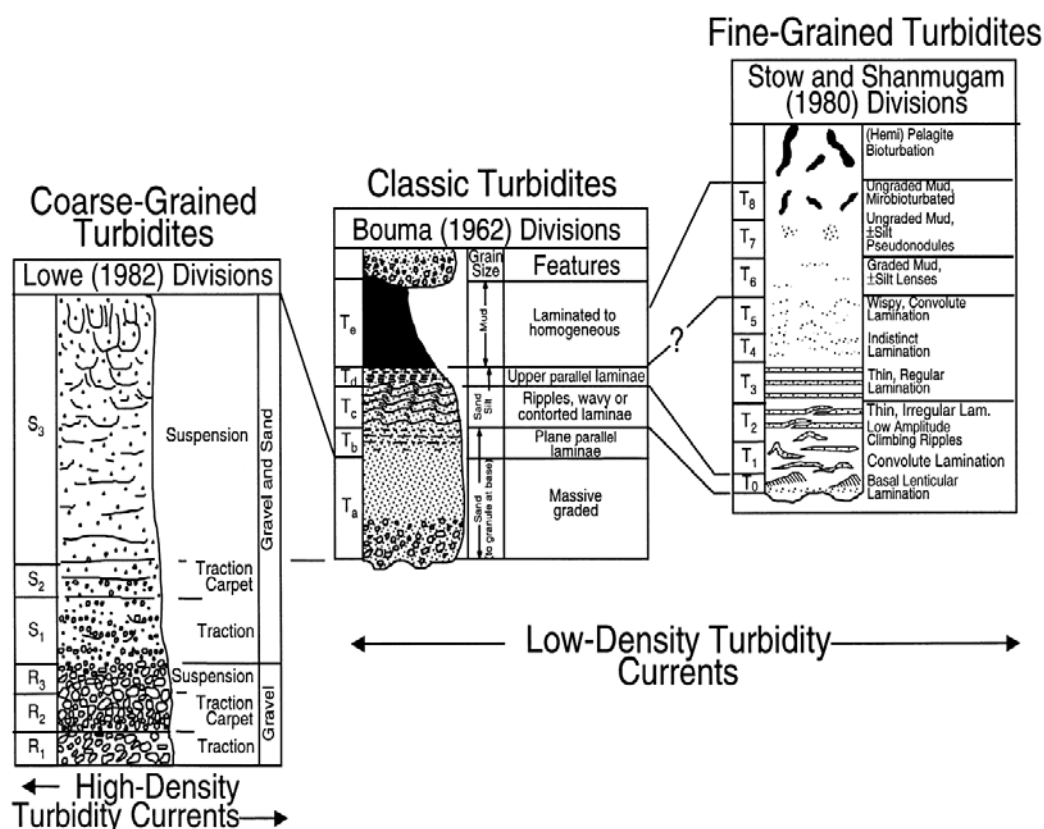 Coarse-Grained
Turbidites
Lowe (1982) Divisions
S3
S2
S1
R3
R2
R1
Suspension
Traction
Carpet
Traction
Suspension
Traction
Carpet
Traction
Gravel and Sand
Gravel
High-Density
Turbidity Currents
Classic Turbidites
Bouma (1962) Divisions
Grain
Size
Features
Te
Td
Tc
Tb
Ta
Mud
Sand
Silt
Sand
(to granule at base)
Laminated to
homogeneous
Upper parallel laminae
Ripples, wavy or
contorted laminae
Plane parallel
laminae
Massive
graded
?
Fine-Grained Turbidites
Stow and Shanmugam
(1980) Divisions
T8
T7
T6
T5
T4
T3
T2
T1
T0
(Hemi) Pelagite
Bioturbation
Ungraded Mud,
Mirobioturbated
Ungraded Mud,
±Silt
Pseudonodules
Graded Mud,
±Silt Lenses
Wispy, Convolute
Lamination
Indistinct
Lamination
Thin, Regular
Lamination
Thin, Irregular Lam.
Low Amplitude
Climbing Ripples
Convolute Lamination
Basal Lenticular
Lamination
Low-Density Turbidity
Currents